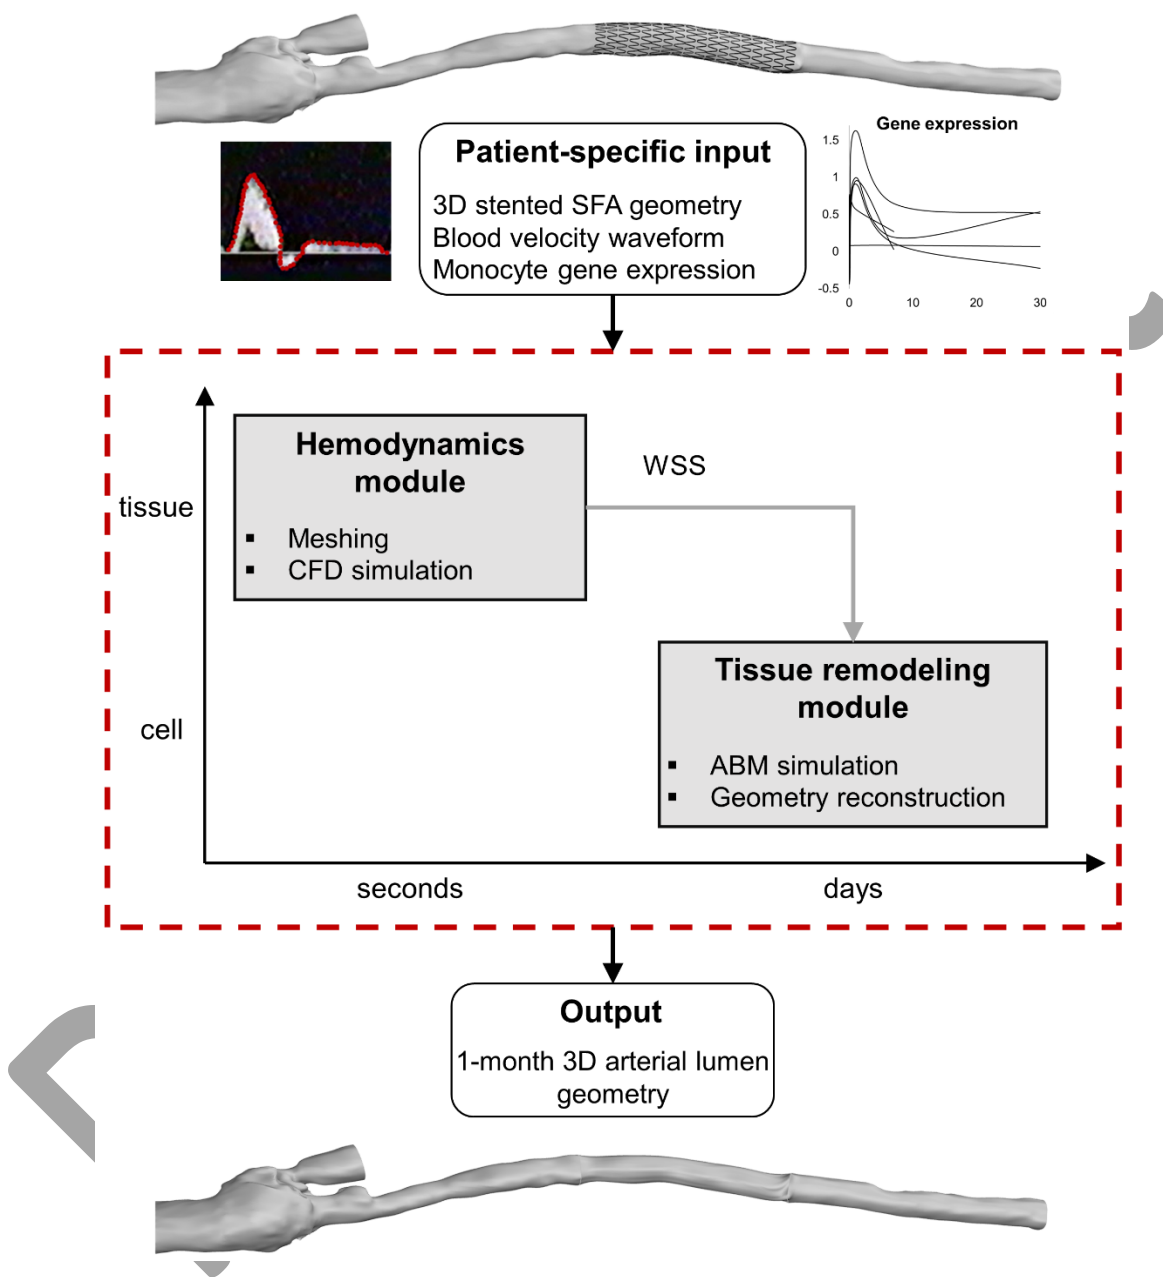 Patient-specific input
3D stented SFA geometry
Blood velocity waveform
Monocyte gene expression
Gene expression
1.5
1
0.5
0
-0.5
0
10
20
30
tissue
cell
seconds
days
Hemodynamics
module
▪ Meshing
▪ CFD simulation
WSS
Tissue remodeling
module
▪ ABM simulation
▪ Geometry reconstruction
Output
1-month 3D arterial lumen
geometry